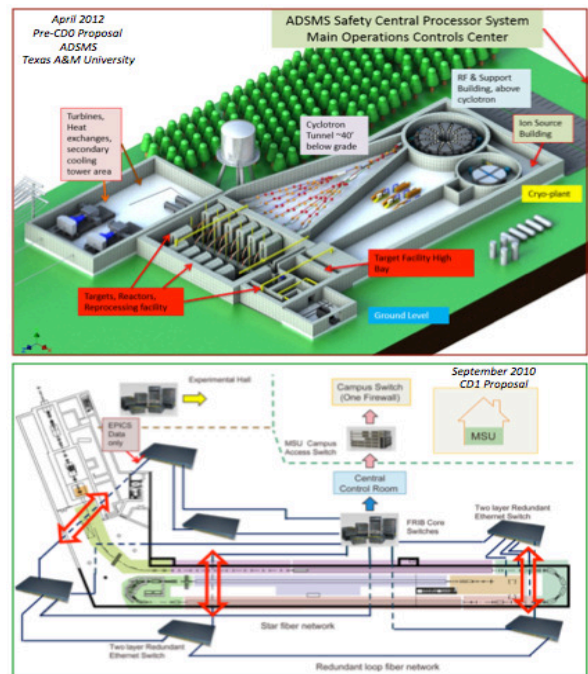 April 2012
Pre-CD0 Proposal
ADSMS
Texas A&M University
ADSMS Safety Central Processor System
Main Operations Controls Center
RF & Support
Building, above
cyclotron
Turbines,
Heat
exchanges,
secondary
cooling
tower area
Cyclotron
Tunnel ~40'
below grade
Ion Source
Building
Cryo-plant
Target Facility High
Bay
Targets, Reactors,
Reprocessing facility
Ground Level
September 2010
CD1 Proposal
Experimental Hall
Campus Switch
(One Firewall)
EPICS
Data
only
MSU Campus
Access Switch
MSU
Central
Control Room
Two layer Redundant
Ethernet Switch
FRIB Core
Switches
Star fiber network
Two layer Redundant
Ethernet Switch
Redundant loop fiber network